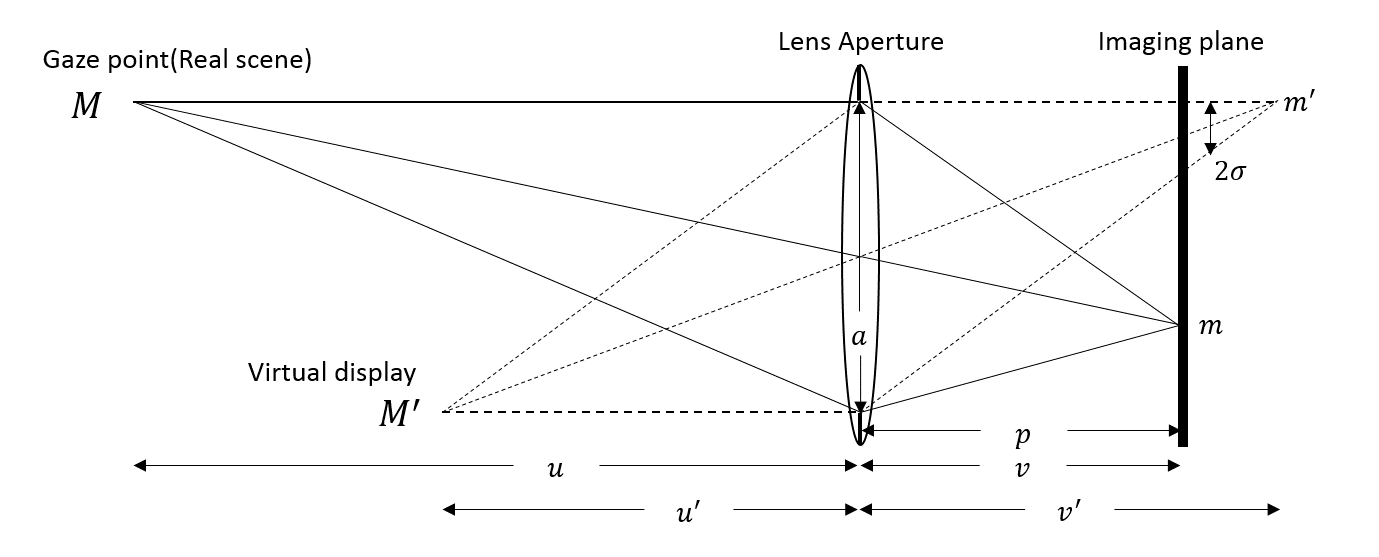 Lens Aperture
Imaging plane
Gaze point(Real scene)
M
m′
2σ
m
a
Virtual display
M′
p
u
v
u′
v′